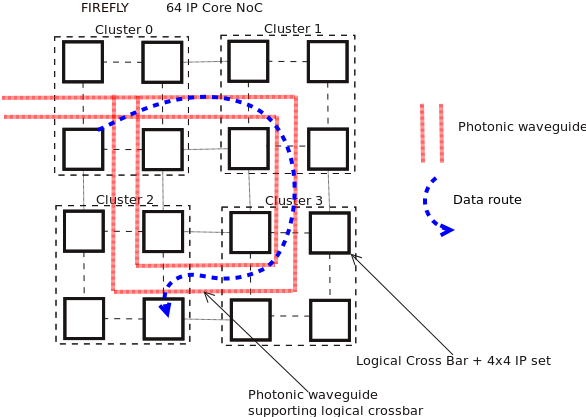 FIREFLY 64 IP Core NoC
Cluster 0 Cluster 1
Photonic waveguide
Cluster 2 Cluster 3
Data route
Logical Cross Bar + 4x4 IP set
Photonic waveguide
supporting logical crossbar